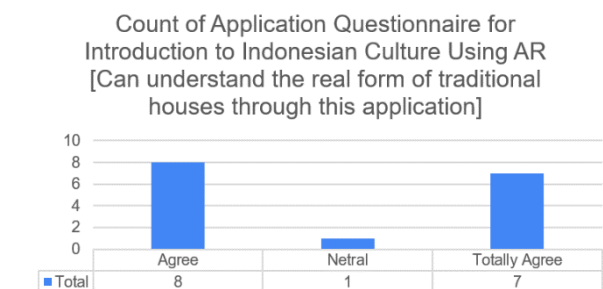 Count of Application Questionnaire for
Introduction to Indonesian Culture Using AR
[Can understand the real form of traditional
houses through this application]
10
8
6
4
2
0
Agree Netral Totally Agree
Total 8 1 7